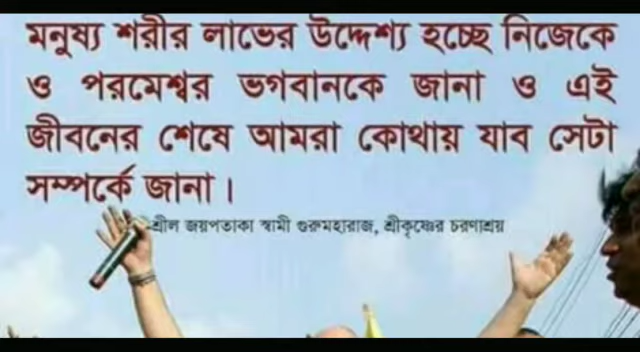 মনুষ্য শরীর লাভের উদ্দেশ্য হচ্ছে নিজেকে
ও পরমেশ্বর ভগবানকে জানা ও এই
জীবনের শেষে আমরা কোথায় যাব সেটা
সম্পর্কে জানা।
-শ্রীল জয়পতাকা স্বামী গুরুমহারাজ, শ্রীকৃষ্ণের চরণাশ্রয়